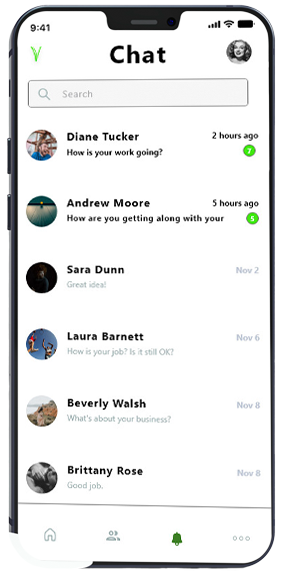 9:41
Chat
Search
Diane Tucker
2 hours ago
How is your work going?
7
Andrew Moore
5 hours ago
How are you getting along with your
5
Sara Dunn
Nov 2
Great idea!
Laura Barnett
Nov 6
How is your job? Is it still OK?
Beverly Walsh
Nov 8
What's about your business?
Brittany Rose
Nov 8
Good job.